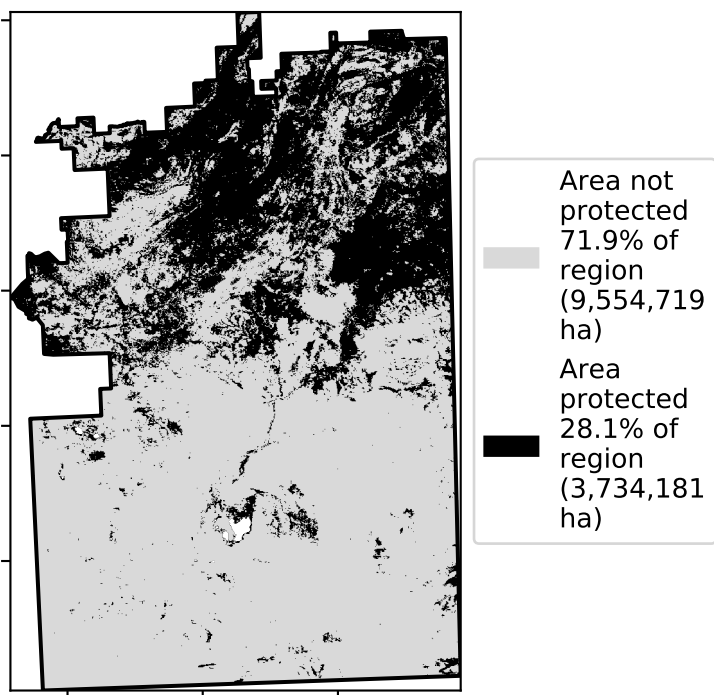 Area not
protected
71.9% of
region
(9,554,719
ha)
Area
protected
28.1% of
region
(3,734,181
ha)